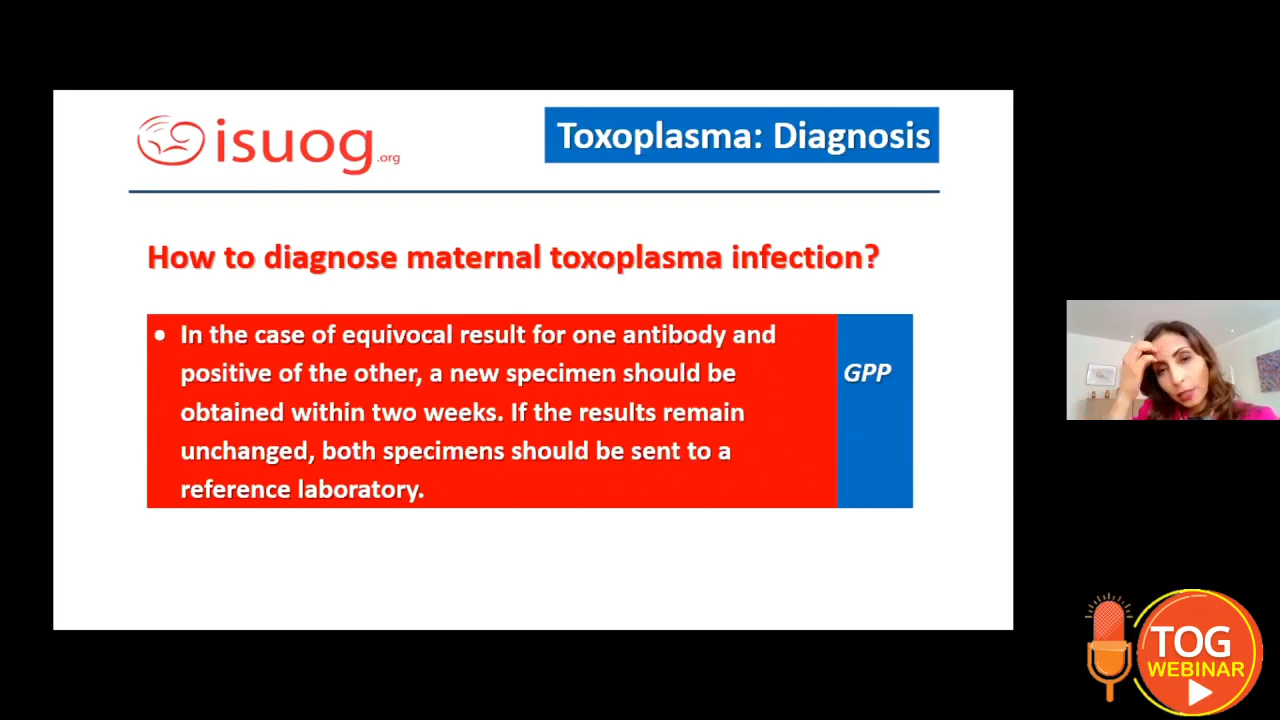 isuog.org
Toxoplasma: Diagnosis
How to diagnose maternal toxoplasma infection?
• In the case of equivocal result for one antibody and
positive of the other, a new specimen should be
obtained within two weeks. If the results remain
unchanged, both specimens should be sent to a
reference laboratory.
GPP
TOG
WEBINAR